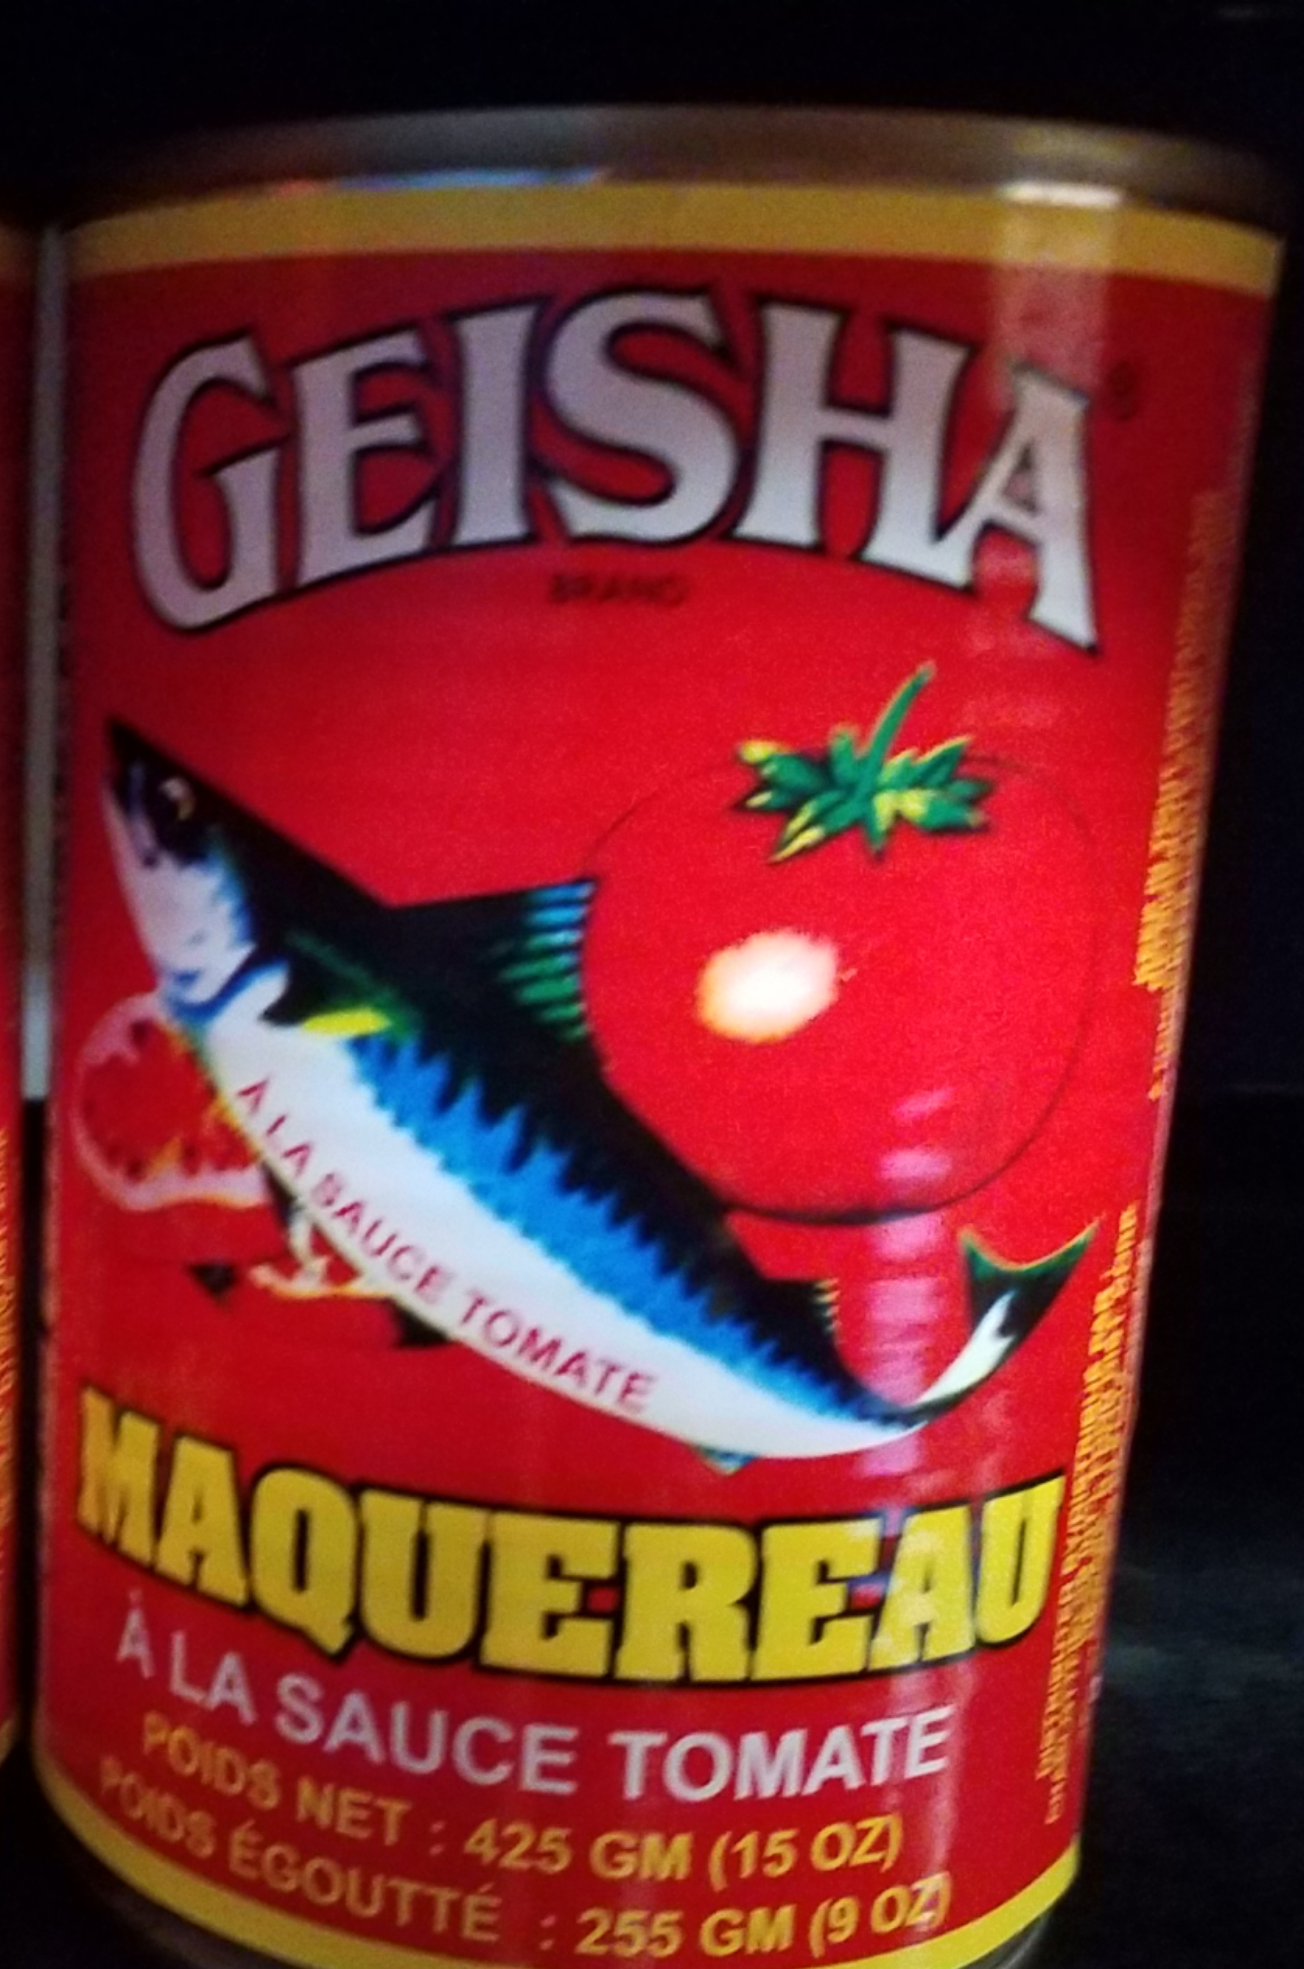 GEISHA
BRAND
À LA SAUCE TOMATE
MAQUEREAU
À LA SAUCE TOMATE
POIDS NET : 425 GM (15 OZ)
POIDS ÉGOUTTÉ : 255 GM (9 OZ)